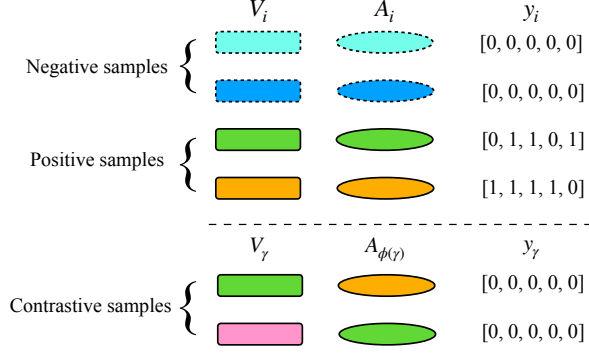 V_i A_i y_i
Negative samples { [0, 0, 0, 0, 0]
[0, 0, 0, 0, 0]
Positive samples { [0, 1, 1, 0, 1]
[1, 1, 1, 1, 0]
V_γ A_ϕ(γ) y_γ
Contrastive samples { [0, 0, 0, 0, 0]
[0, 0, 0, 0, 0]